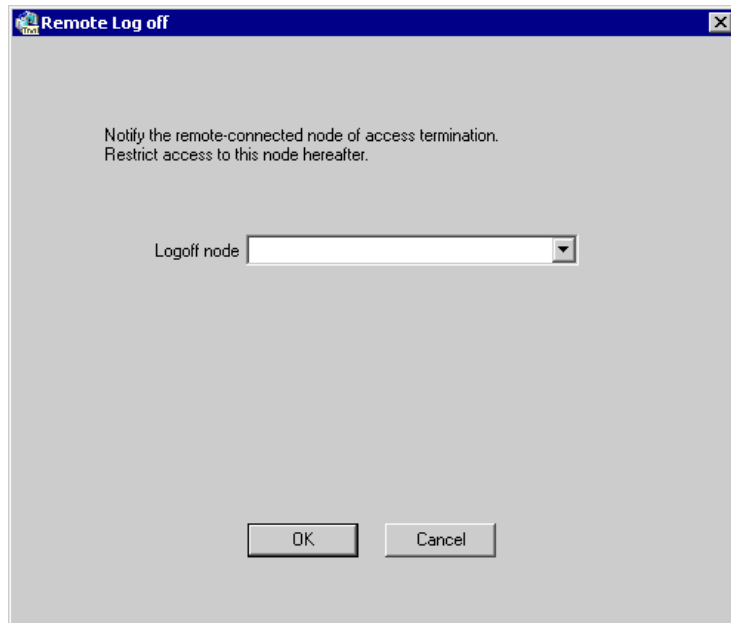 Remote Log off
Notify the remote-connected node of access termination.
Restrict access to this node hereafter.
Logoff node
OK
Cancel